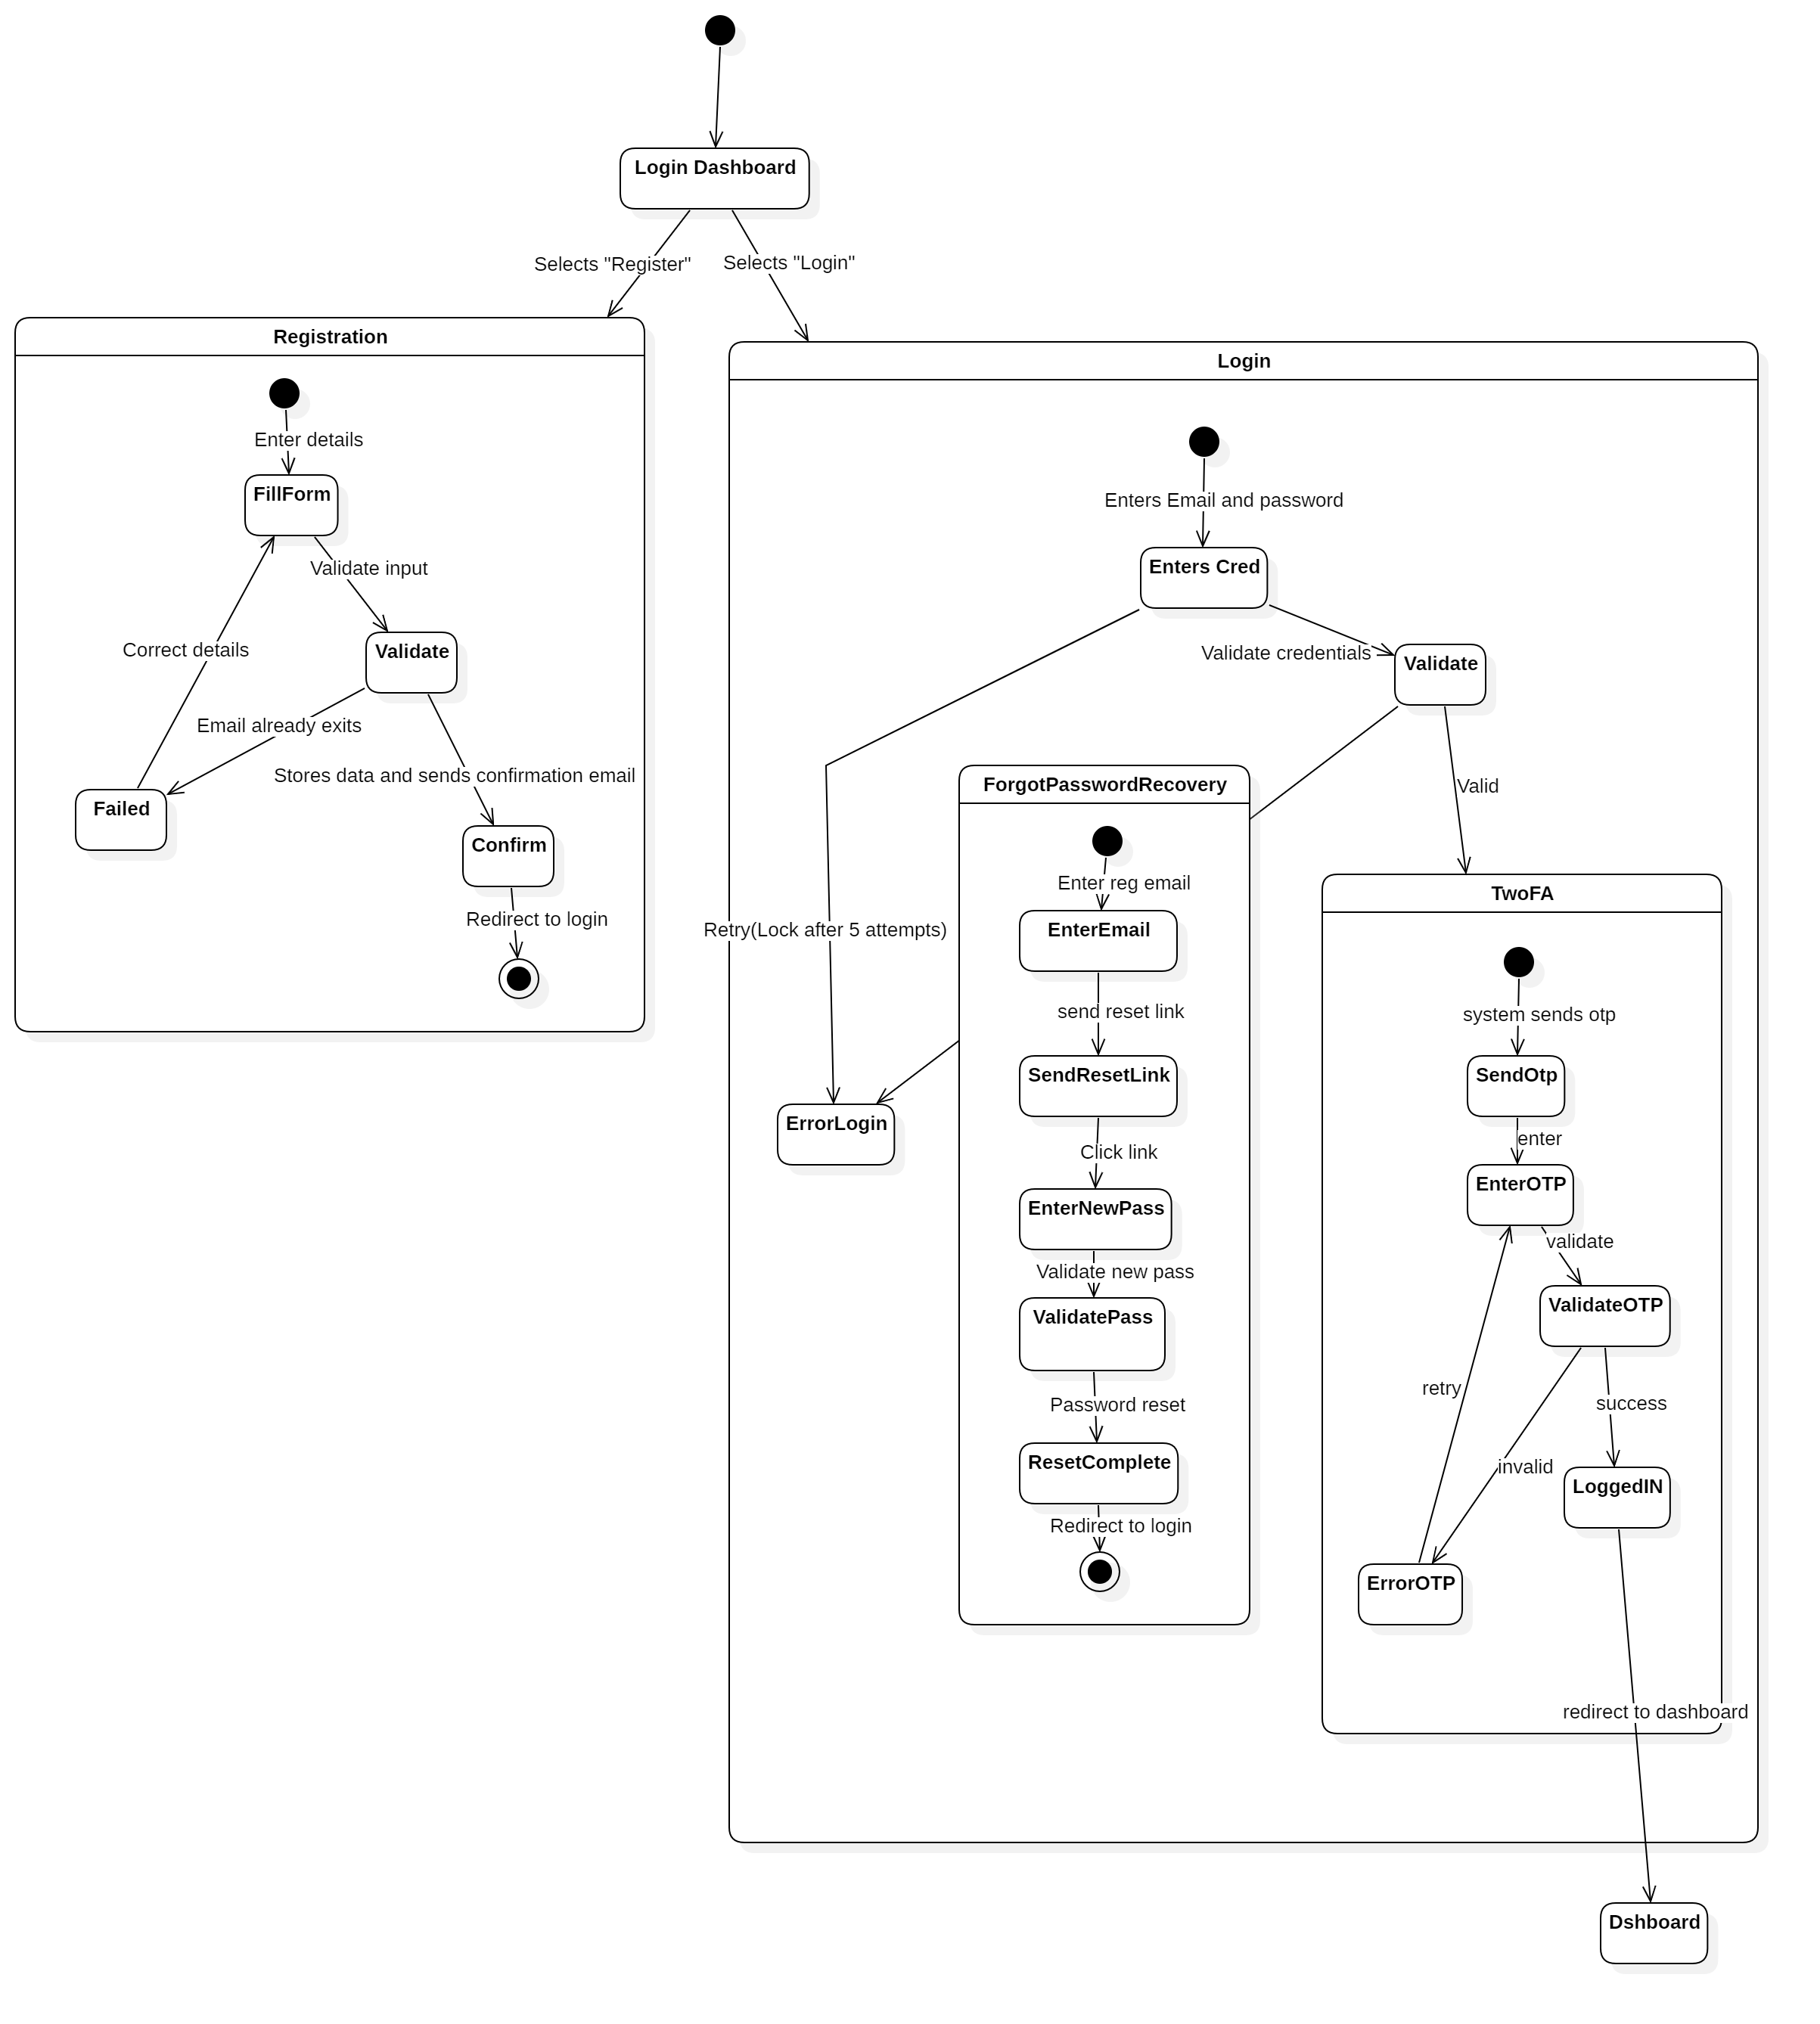 Login Dashboard
Selects "Register"
Selects "Login"
Registration
Enter details
FillForm
Validate input
Correct details
Validate
Email already exits
Stores data and sends confirmation email
Failed
Confirm
Redirect to login
Login
Enters Email and password
Enters Cred
Validate credentials
Validate
Valid
Retry(Lock after 5 attempts)
ErrorLogin
ForgotPasswordRecovery
Enter reg email
EnterEmail
send reset link
SendResetLink
Click link
EnterNewPass
Validate new pass
ValidatePass
Password reset
ResetComplete
Redirect to login
TwoFA
system sends otp
SendOtp
enter
EnterOTP
validate
ValidateOTP
retry
success
invalid
LoggedIN
ErrorOTP
redirect to dashboard
Dshboard